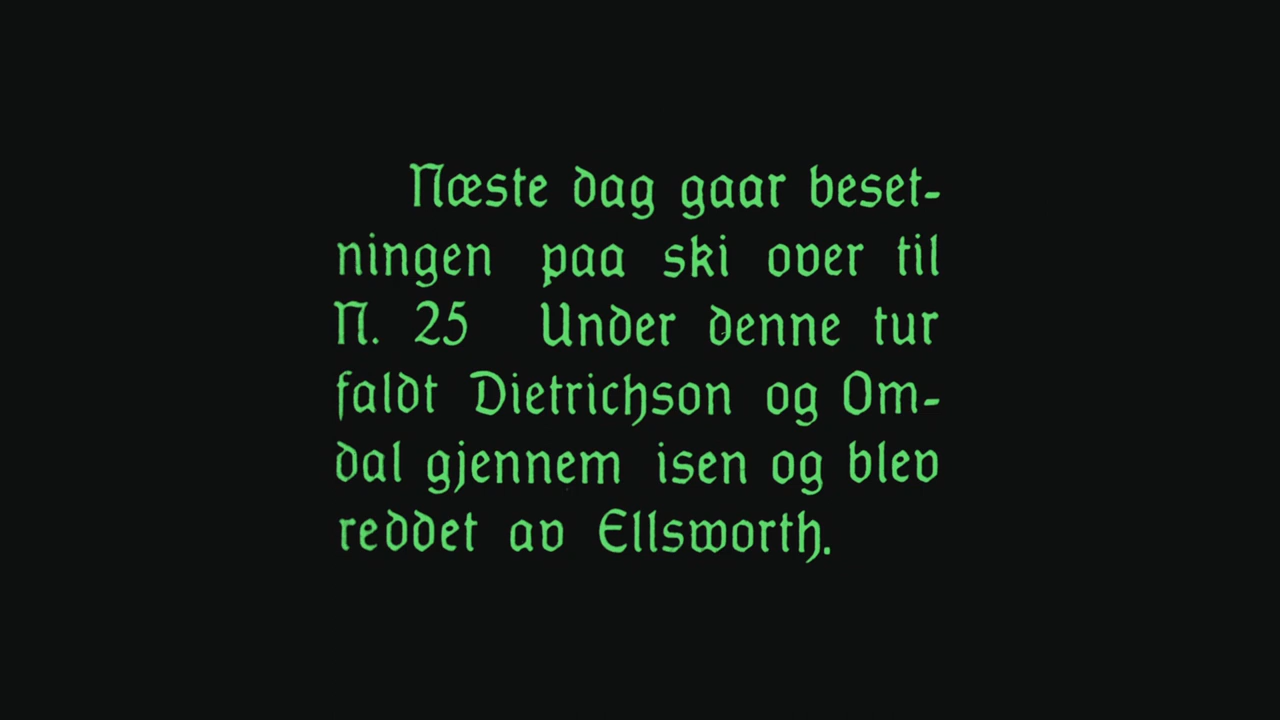 Næste dag gaar beset-
ningen paa ski over til
N. 25 Under denne tur
faldt Dietrichson og Om-
dal gjennem isen og blev
reddet av Ellsworth.